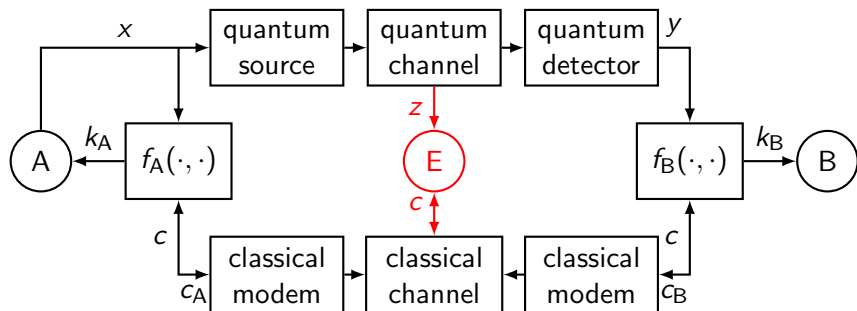 x
quantum
source
quantum
channel
quantum
detector
y
z
A
k_A
f_A(·, ·)
E
f_B(·, ·)
k_B
B
c
c
c
c_A
classical
modem
classical
channel
classical
modem
c_B